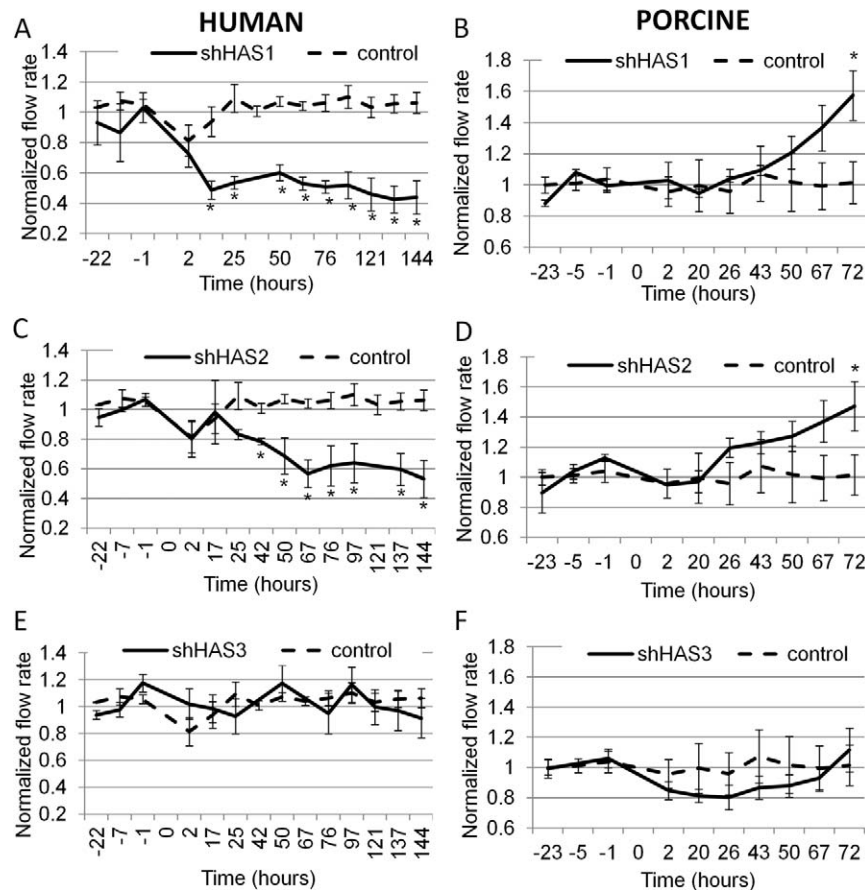 HUMAN
PORCINE
A
shHAS1
control
1.4
1.2
1
0.8
0.6
0.4
0.2
Normalized flow rate
* * * * * * * * *
-22 -1 2 25 50 76 121 144
Time (hours)
B
shHAS1
control
1.8
1.6
1.4
1.2
1.0
0.8
0.6
Normalized flow rate
*
-23 -5 -1 0 2 20 26 43 50 67 72
Time (hours)
C
shHAS2
control
1.4
1.2
1
0.8
0.6
0.4
0.2
Normalized flow rate
* * * * * * *
-22 -7 -1 0 2 17 25 42 50 67 76 97 121 137 144
Time (hours)
D
shHAS2
control
1.8
1.6
1.4
1.2
1
0.8
0.6
Normalized flow rate
*
-23 -5 -1 0 2 20 26 43 50 67 72
Time (hours)
E
shHAS3
control
1.4
1.2
1
0.8
0.6
0.4
0.2
Normalized flow rate
-22 -7 -1 0 2 17 25 42 50 67 76 97 121 137 144
Time (hours)
F
shHAS3
control
1.8
1.6
1.4
1.2
1
0.8
0.6
Normalized flow rate
-23 -5 -1 0 2 20 26 43 50 67 72
Time (hours)